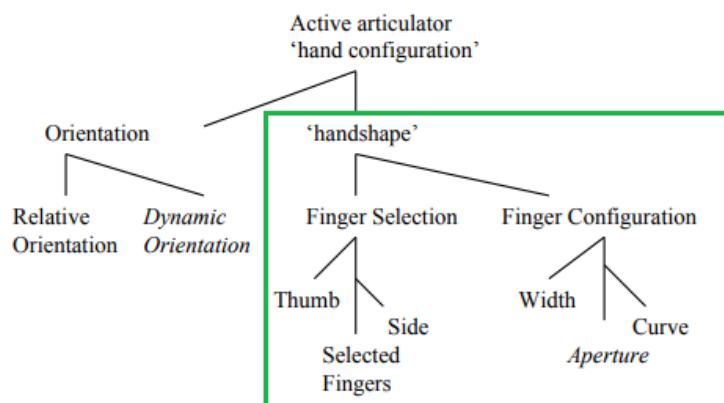 Active articulator
‘hand configuration’
Orientation
‘handshape’
Relative
Orientation
Dynamic
Orientation
Finger Selection
Finger Configuration
Thumb
Side
Selected
Fingers
Width
Curve
Aperture